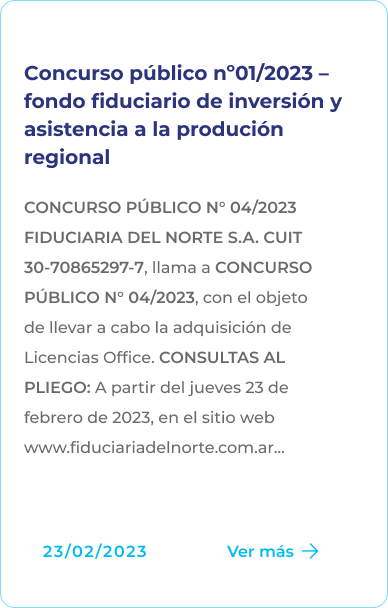 Concurso público nº01/2023 –
fondo fiduciario de inversión y
asistencia a la produción
regional
CONCURSO PÚBLICO N° 04/2023
FIDUCIARIA DEL NORTE S.A. CUIT
30-70865297-7, llama a CONCURSO
PÚBLICO N° 04/2023, con el objeto
de llevar a cabo la adquisición de
Licencias Office. CONSULTAS AL
PLIEGO: A partir del jueves 23 de
febrero de 2023, en el sitio web
www.fiduciariadelnorte.com.ar...
23/02/2023
Ver más →